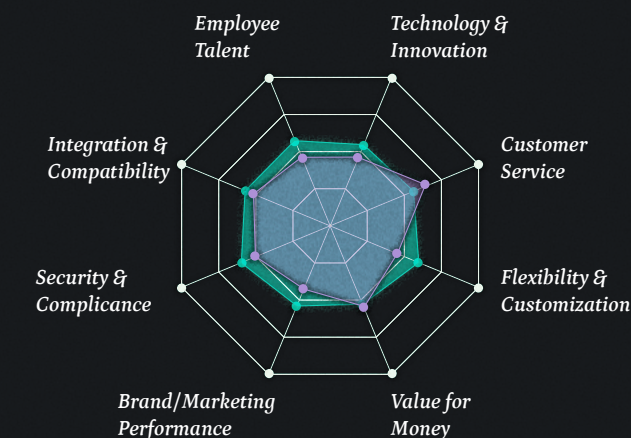 Employee
Talent
Technology &
Innovation
Integration &
Compatibility
Customer
Service
Security &
Complicance
Flexibility &
Customization
Brand/Marketing
Performance
Value for
Money